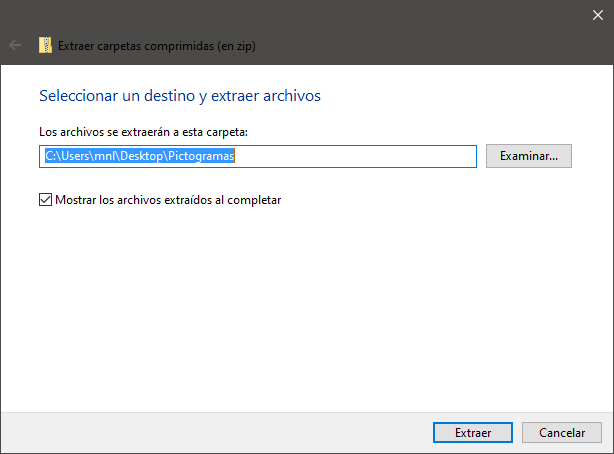 Extraer carpetas comprimidas (en zip)
Seleccionar un destino y extraer archivos
Los archivos se extraerán a esta carpeta:
C:\Users\mnl\Desktop\Pictogramas
Examinar...
Mostrar los archivos extraídos al completar
Extraer
Cancelar